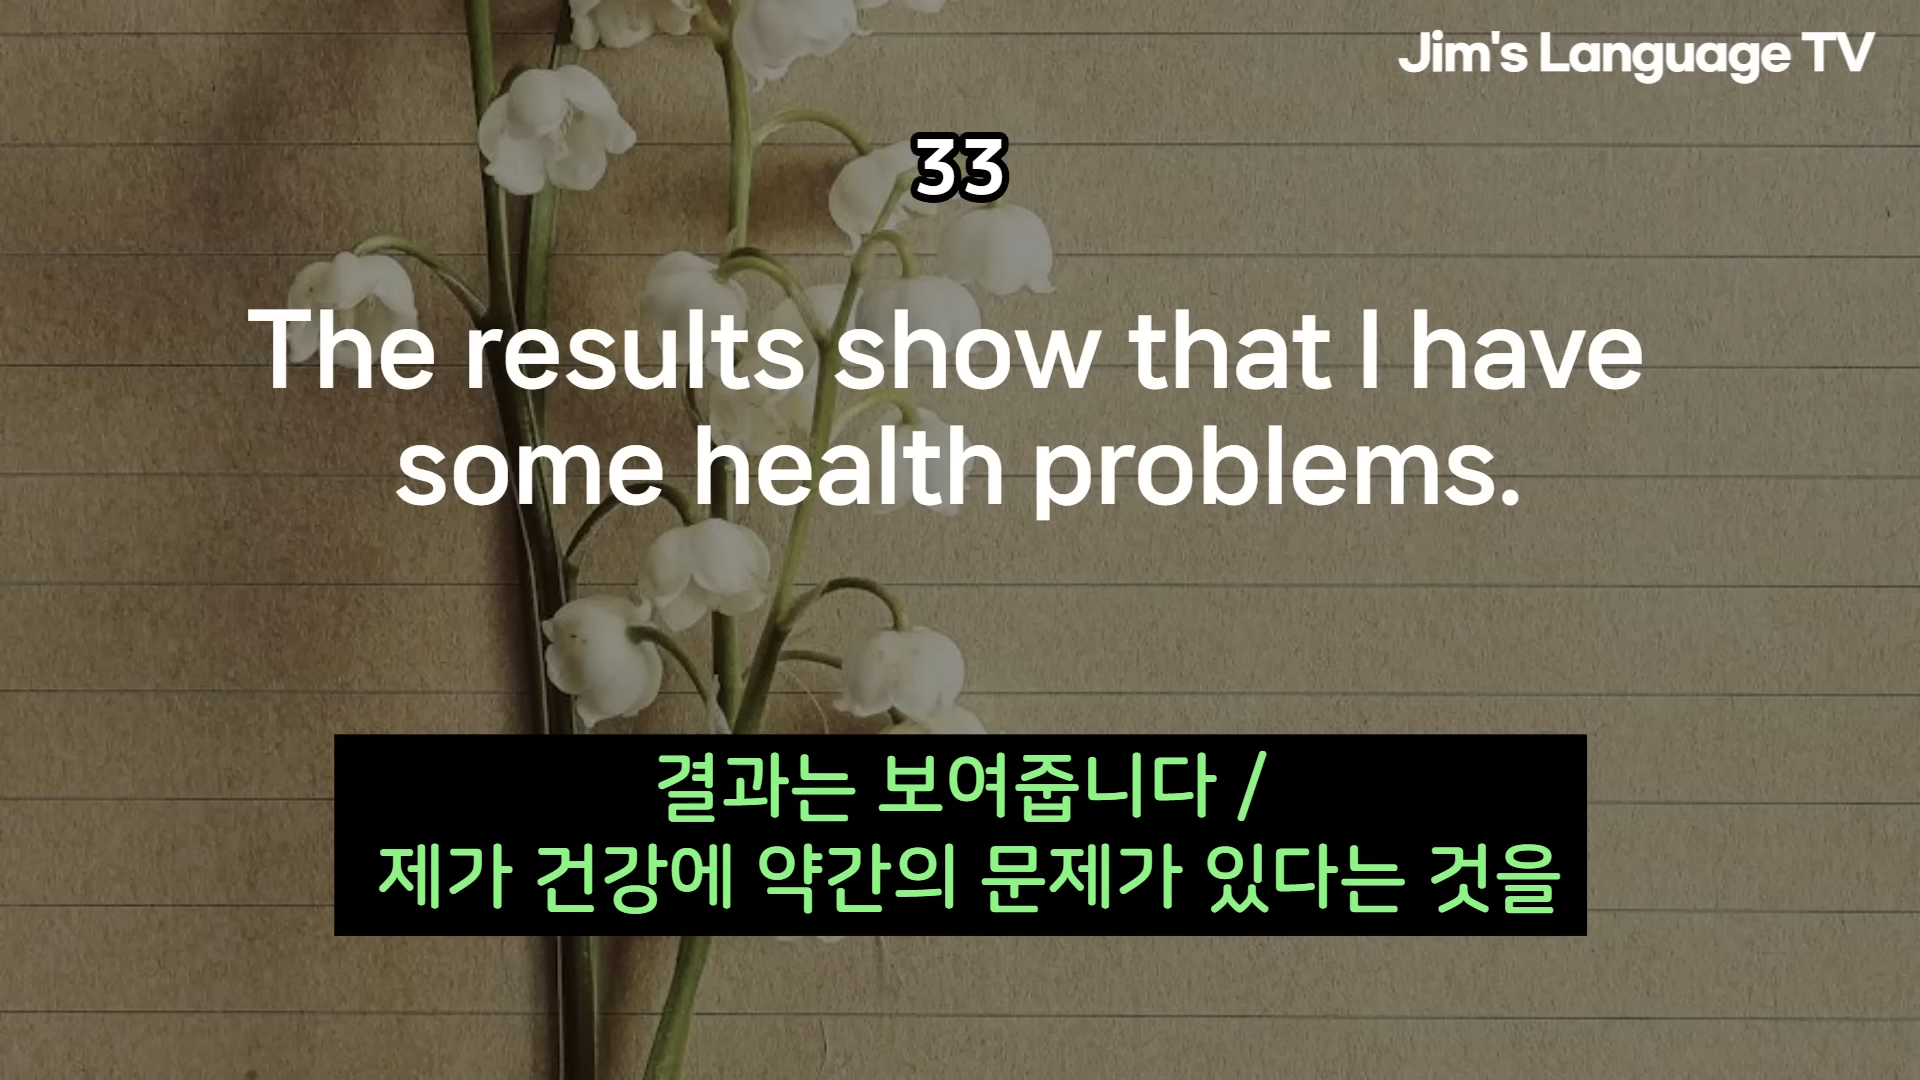 Jim's Language TV
33
The results show that I have
some health problems.
결과는 보여줍니다 /
제가 건강에 약간의 문제가 있다는 것을